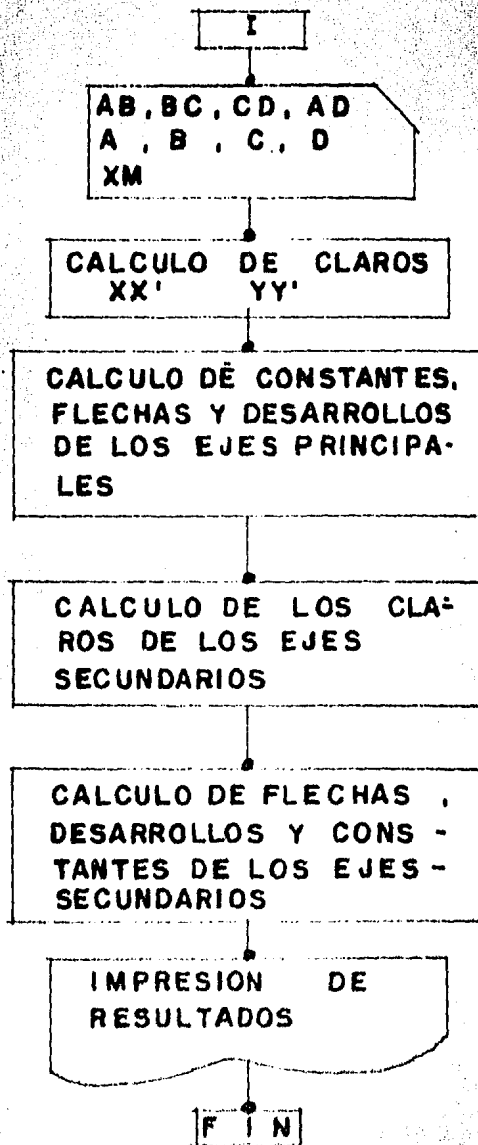 I
AB, BC, CD, AD
A , B , C, D
XM
CALCULO DE CLAROS
XX' YY'
CALCULO DE CONSTANTES,
FLECHAS Y DESARROLLOS
DE LOS EJES PRINCIPA-
LES
CALCULO DE LOS CLA-
ROS DE LOS EJES
SECUNDARIOS
CALCULO DE FLECHAS ,
DESARROLLOS Y CONS -
TANTES DE LOS EJES -
SECUNDARIOS
IMPRESION DE
RESULTADOS
F I N